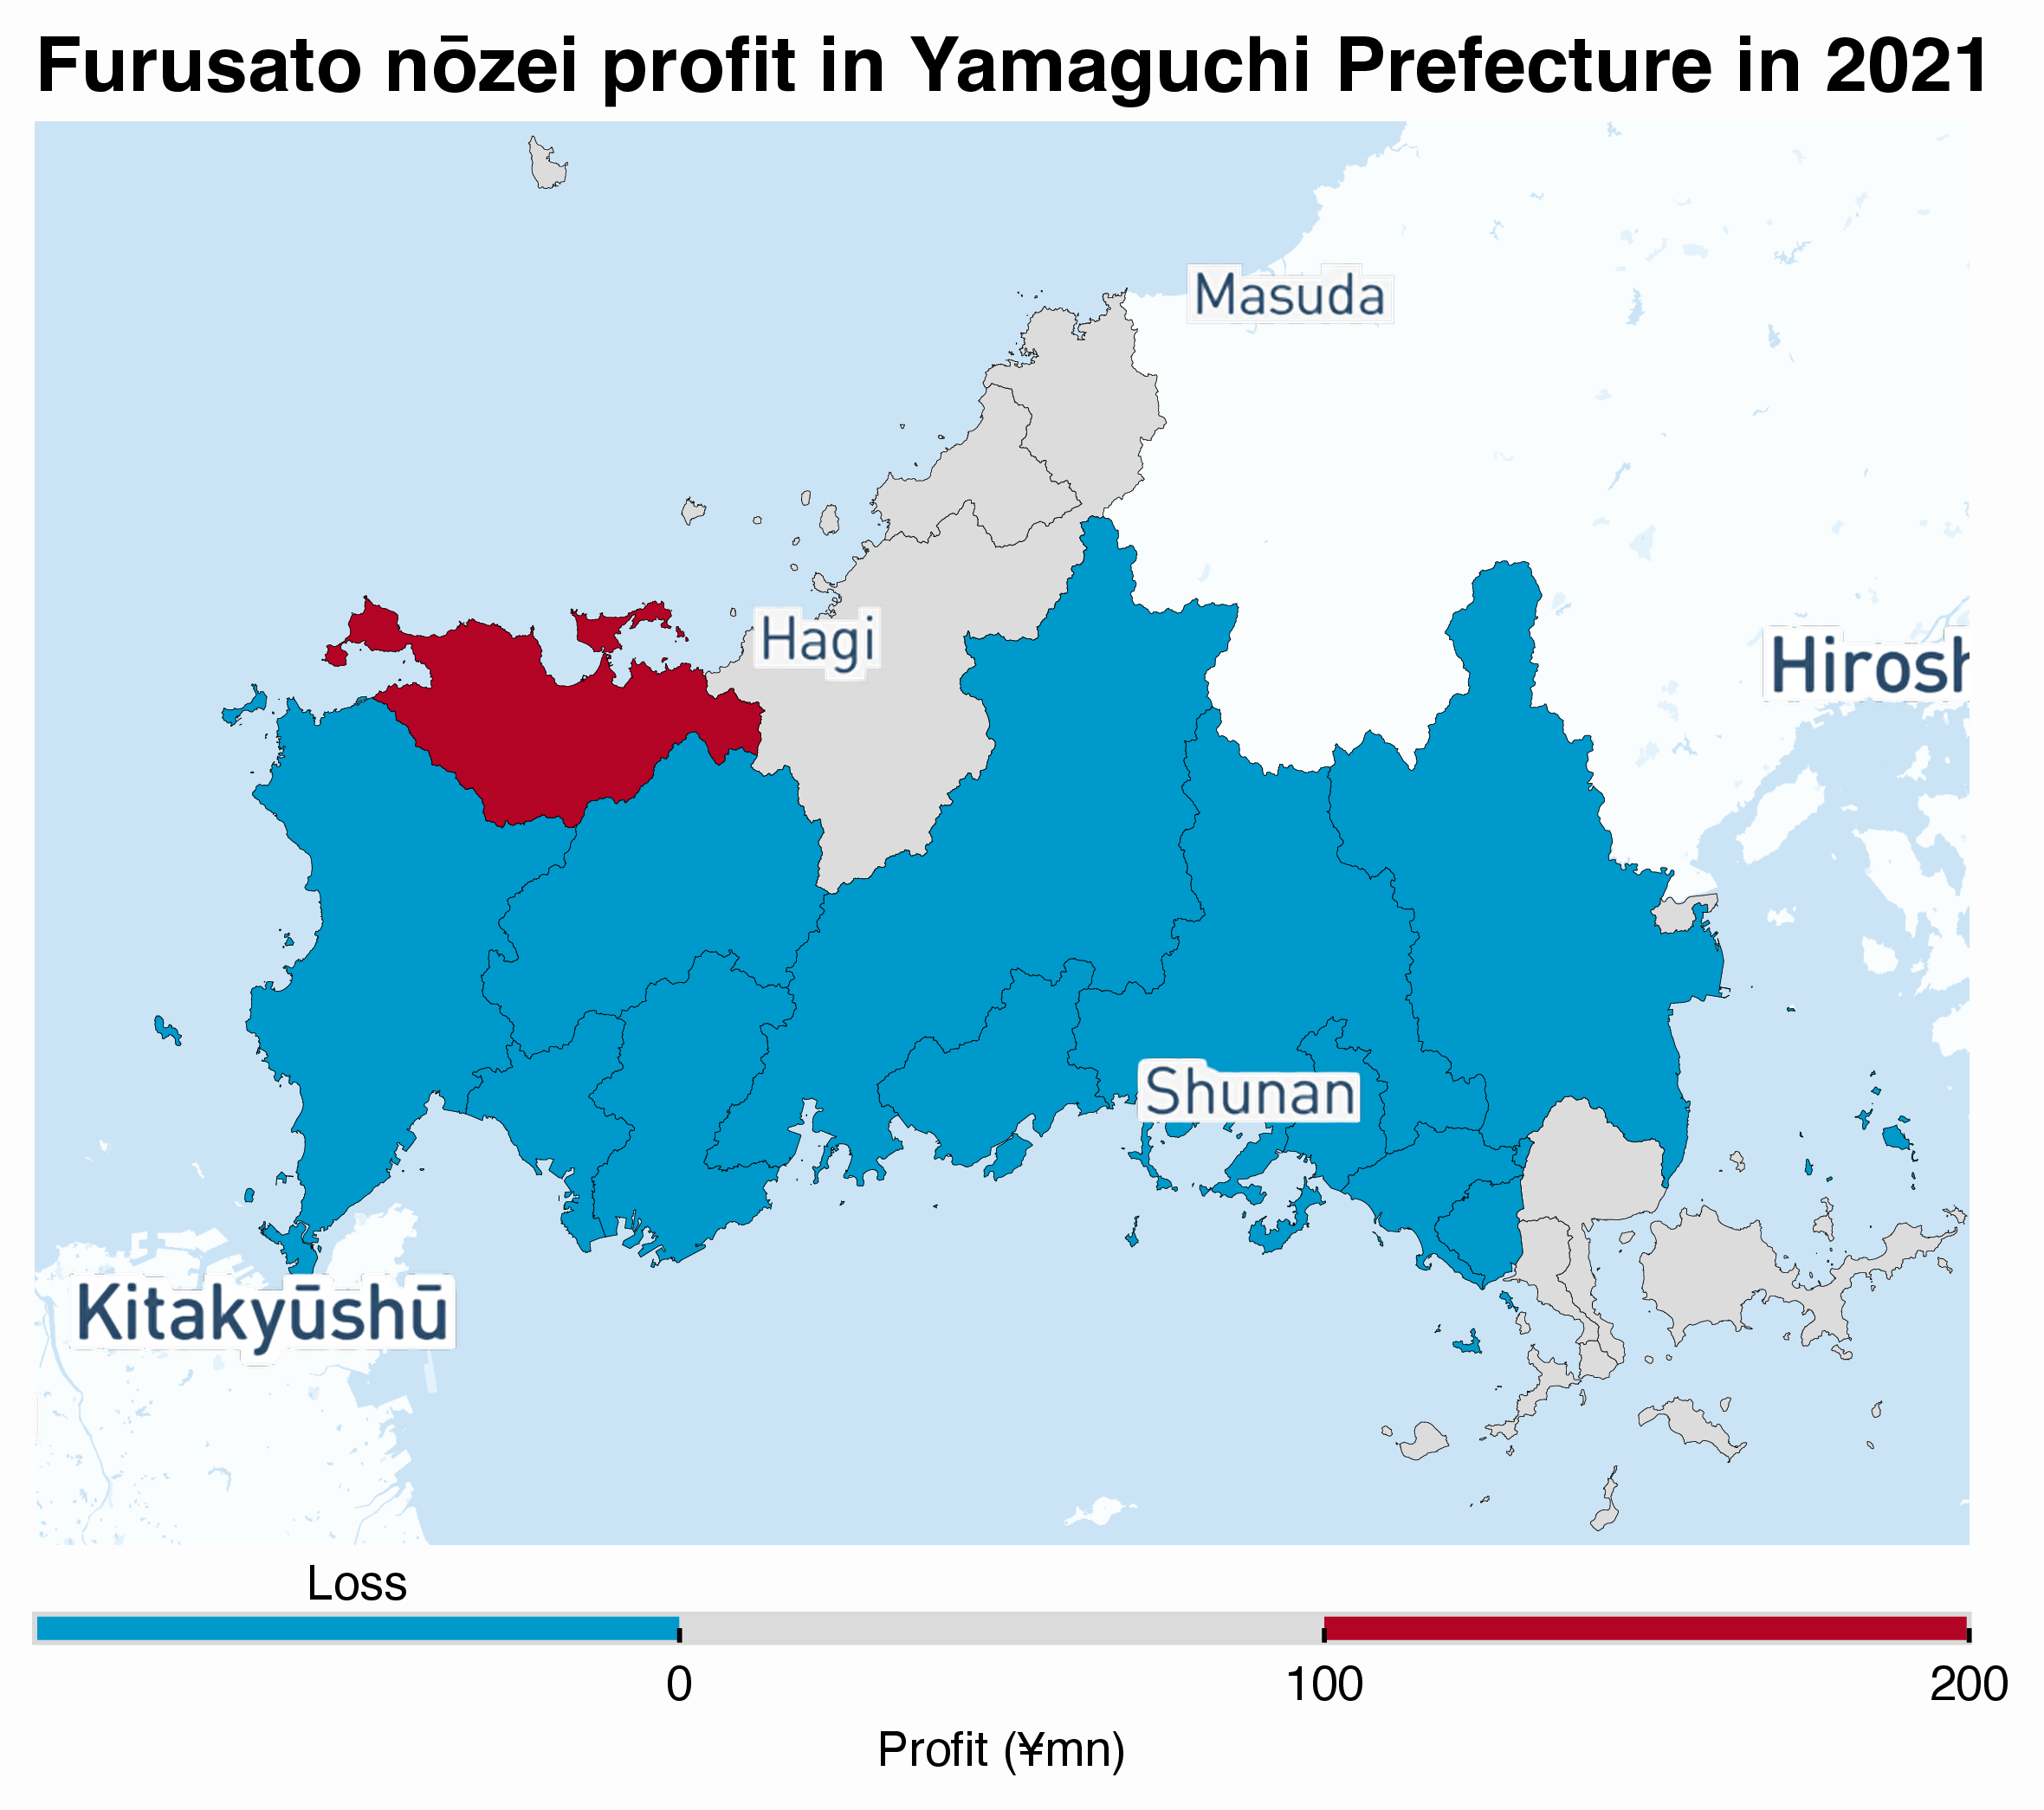 Furusato nōzei profit in Yamaguchi Prefecture in 2021
Masuda
Hagi
Hirosh
Shunan
Kitakyūshū
Loss
0 100 200
Profit (¥mn)